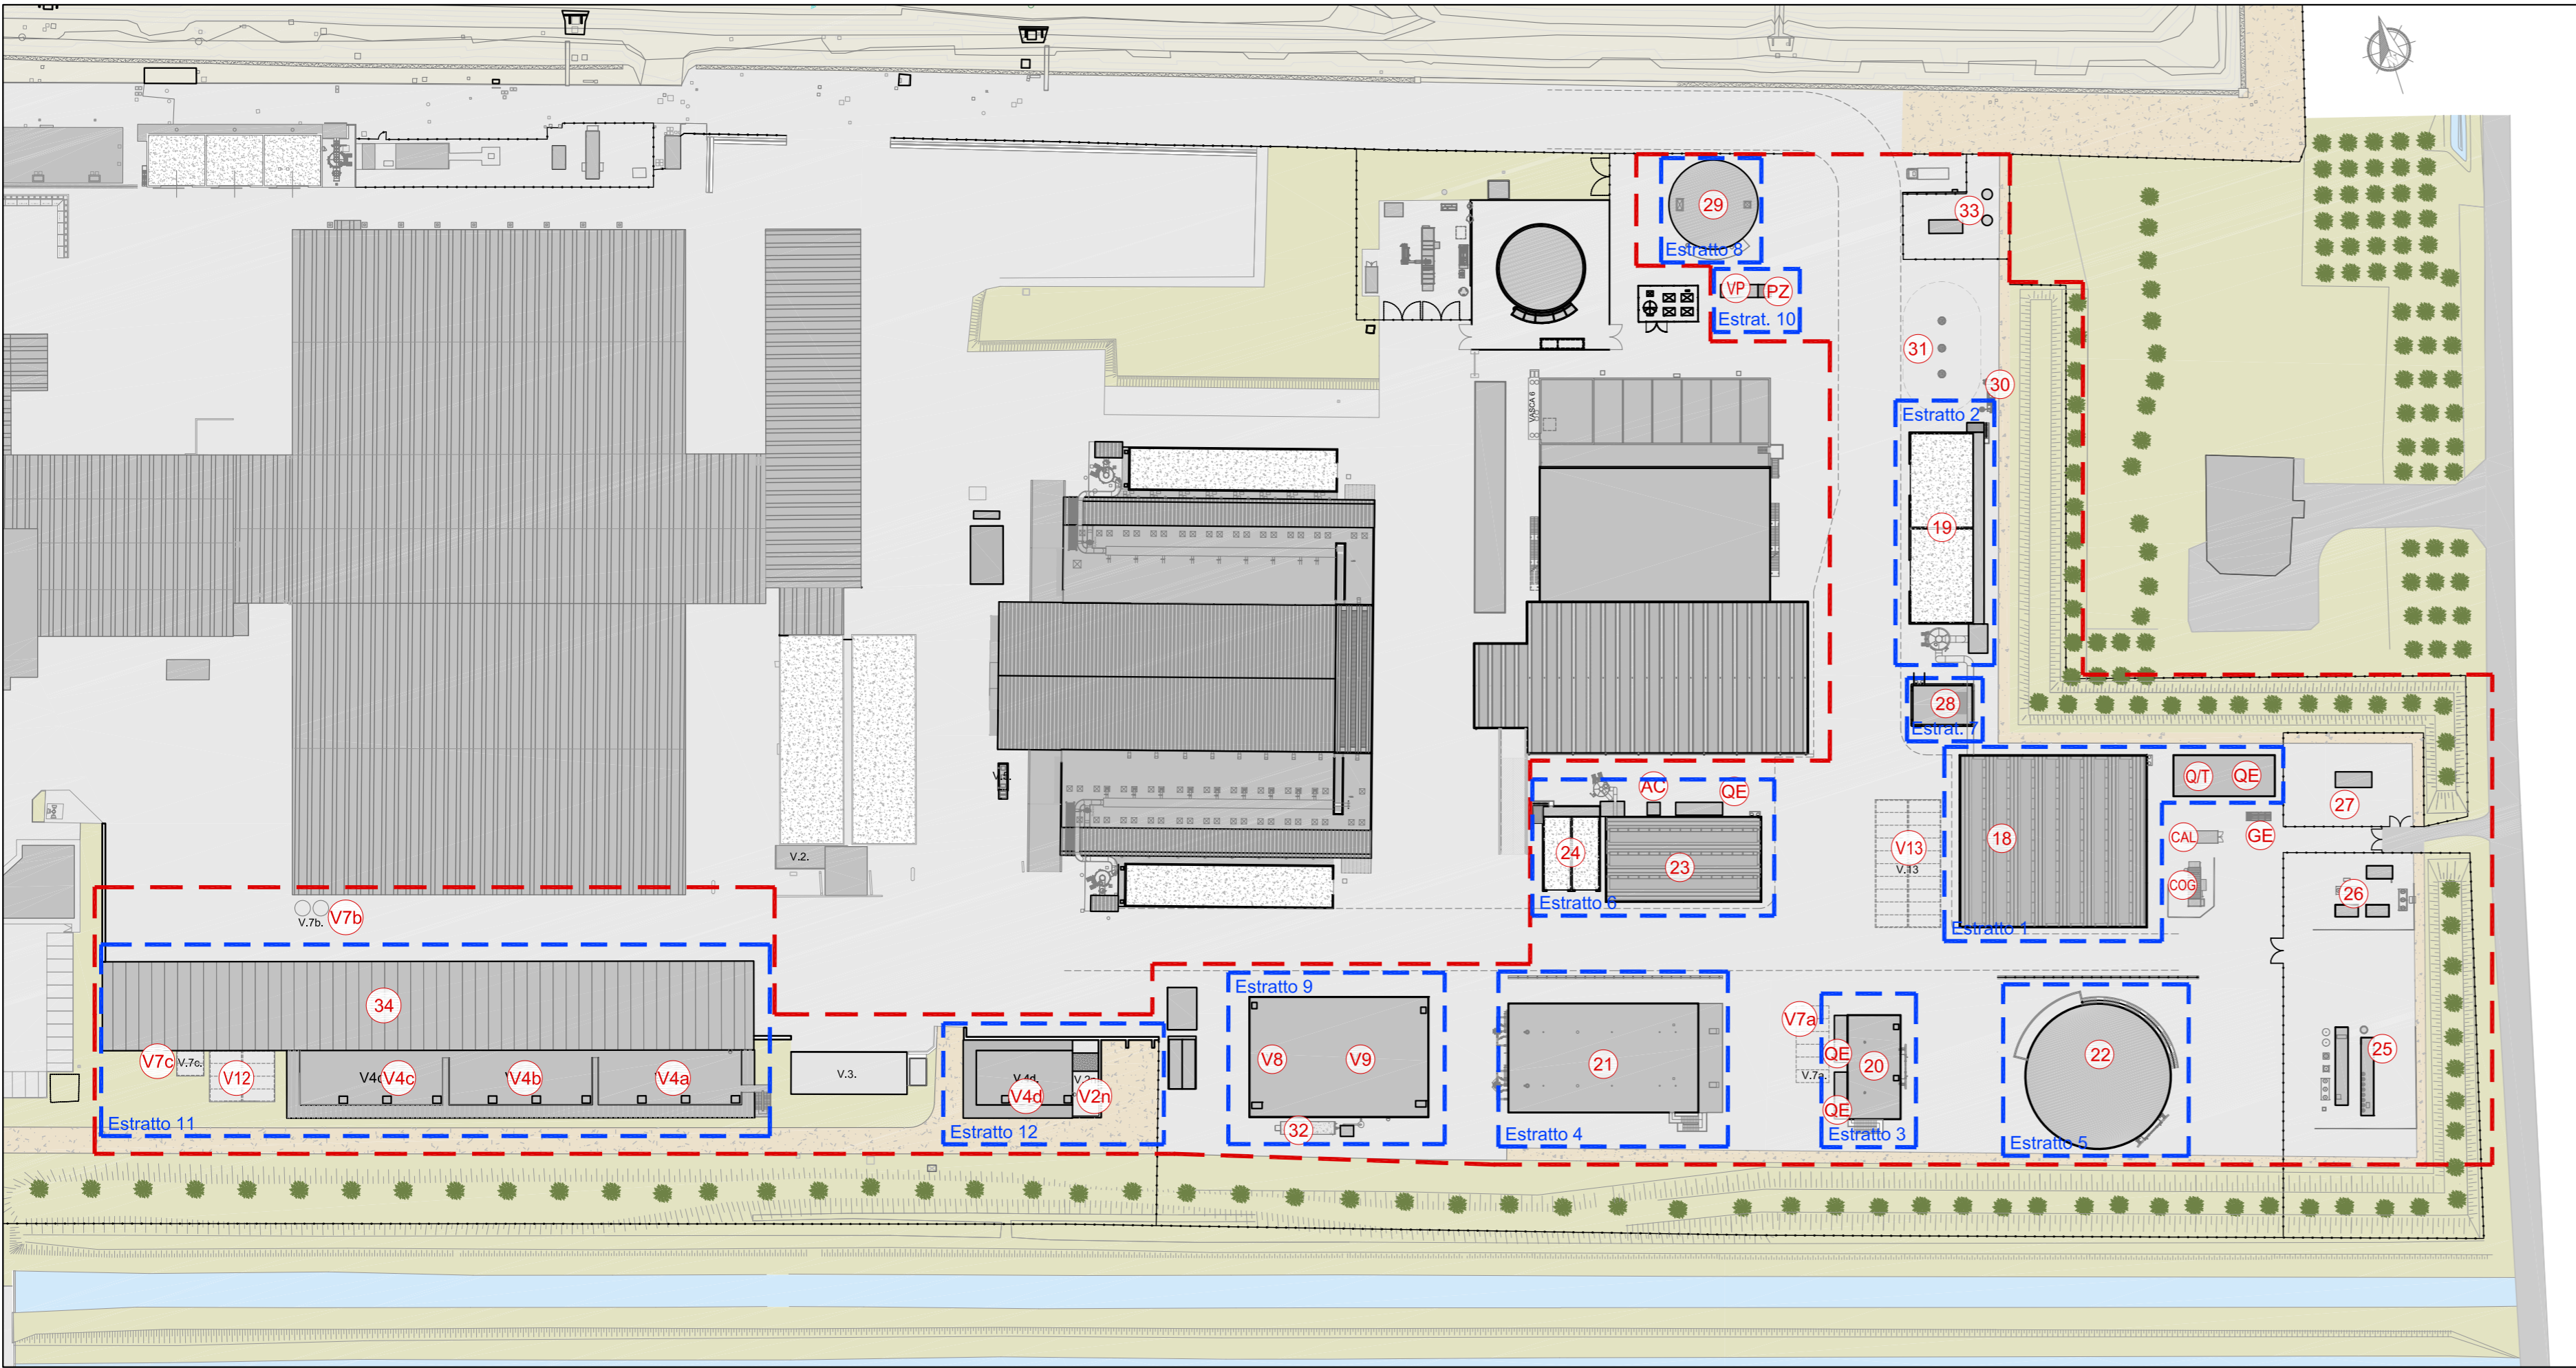 29
Estratto 8
33
VP
PZ
Estrat. 10
31
30
VASCA 6
Estratto 2
19
28
Estrat. 7
Q/T
QE
27
AC
QE
18
CAL
GE
24
23
V13
V.13
COG
26
Estratto 6
Estratto 1
V.2.
V7b
V.7b.
34
Estratto 9
V7a
V8
V9
21
QE
20
22
25
V7c
V.7c.
V12
V4c
V4b
V4a
V.3.
V4d
V2n
V.7a.
QE
32
Estratto 11
Estratto 12
Estratto 4
Estratto 3
Estratto 5